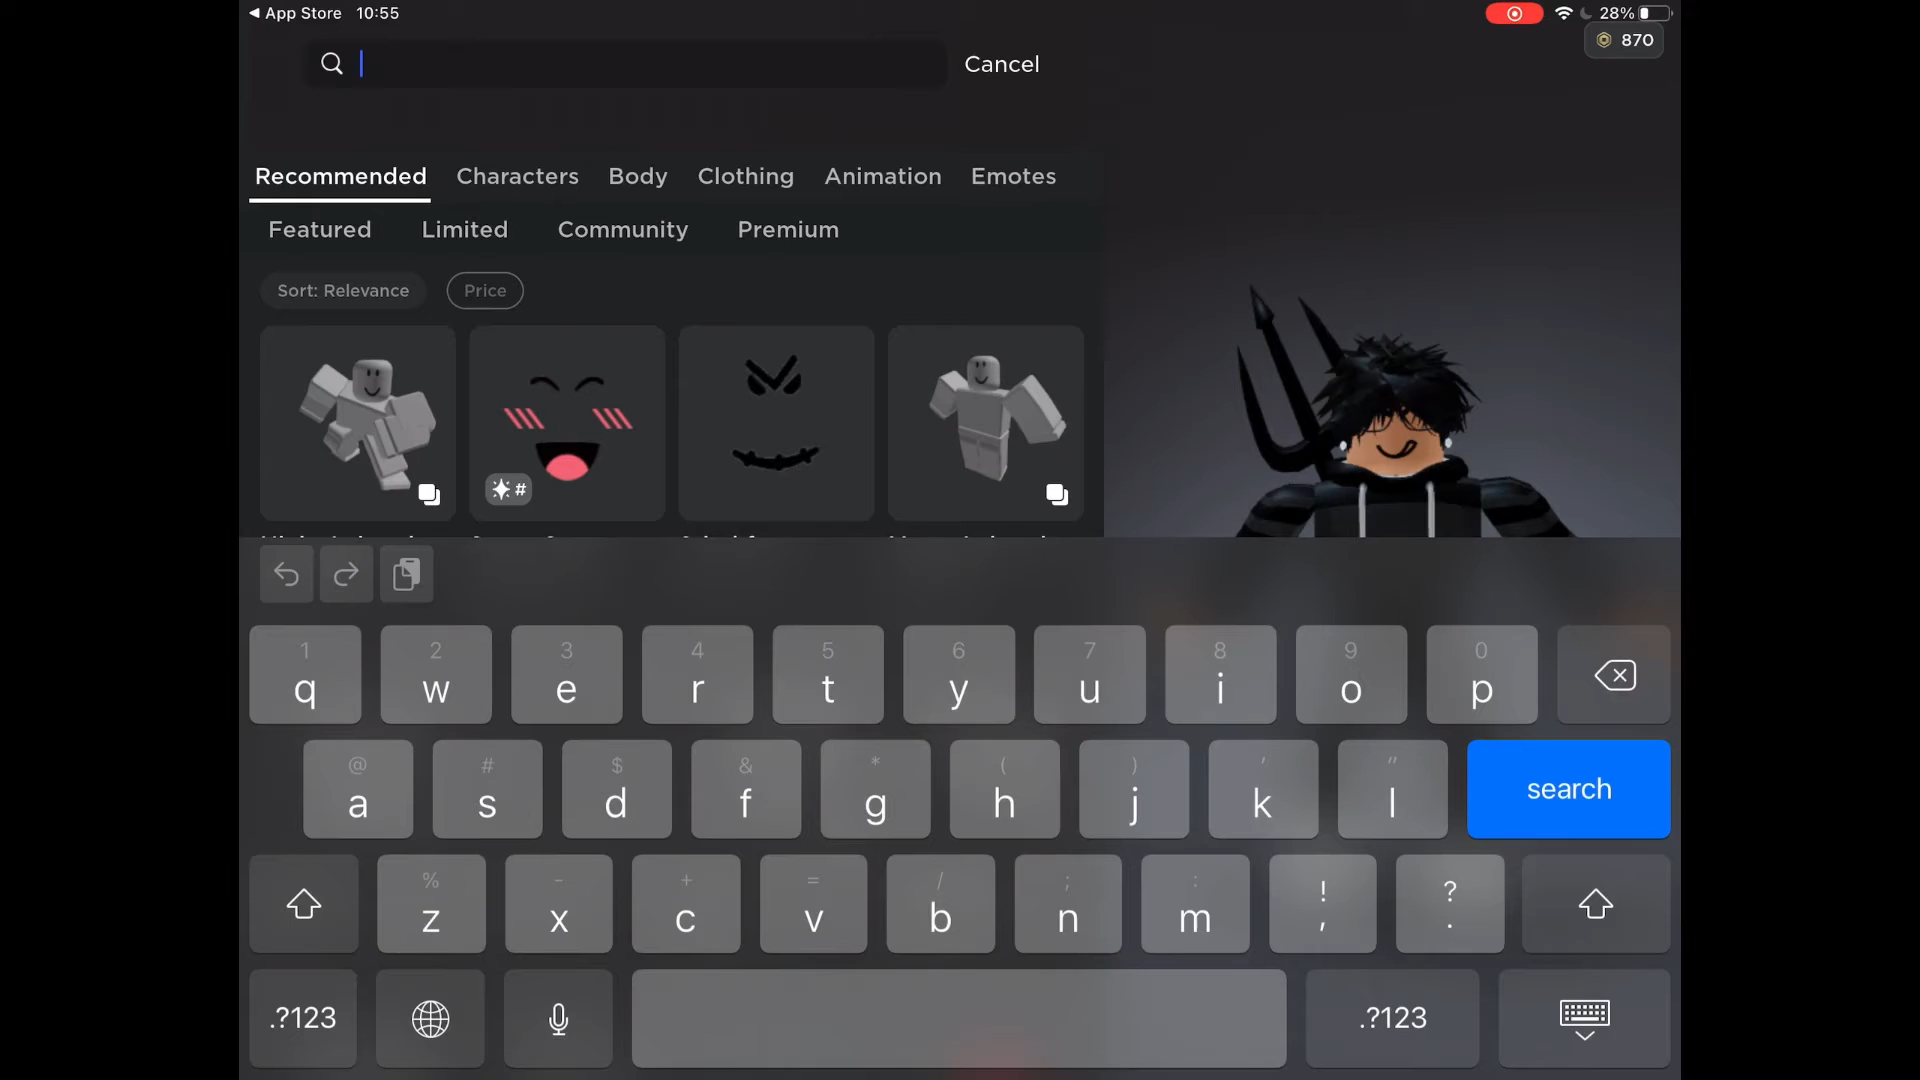 ◀ App Store 10:55
28%
870
Cancel
Recommended Characters Body Clothing Animation Emotes
Featured Limited Community Premium
Sort: Relevance Price
#
1 2 3 4 5 6 7 8 9 0
q w e r t y u i o p
@ # $ & * ( ) ' "
a s d f g h j k l search
% - + = / ; : ! ?
z x c v b n m , .
.?123 .?123